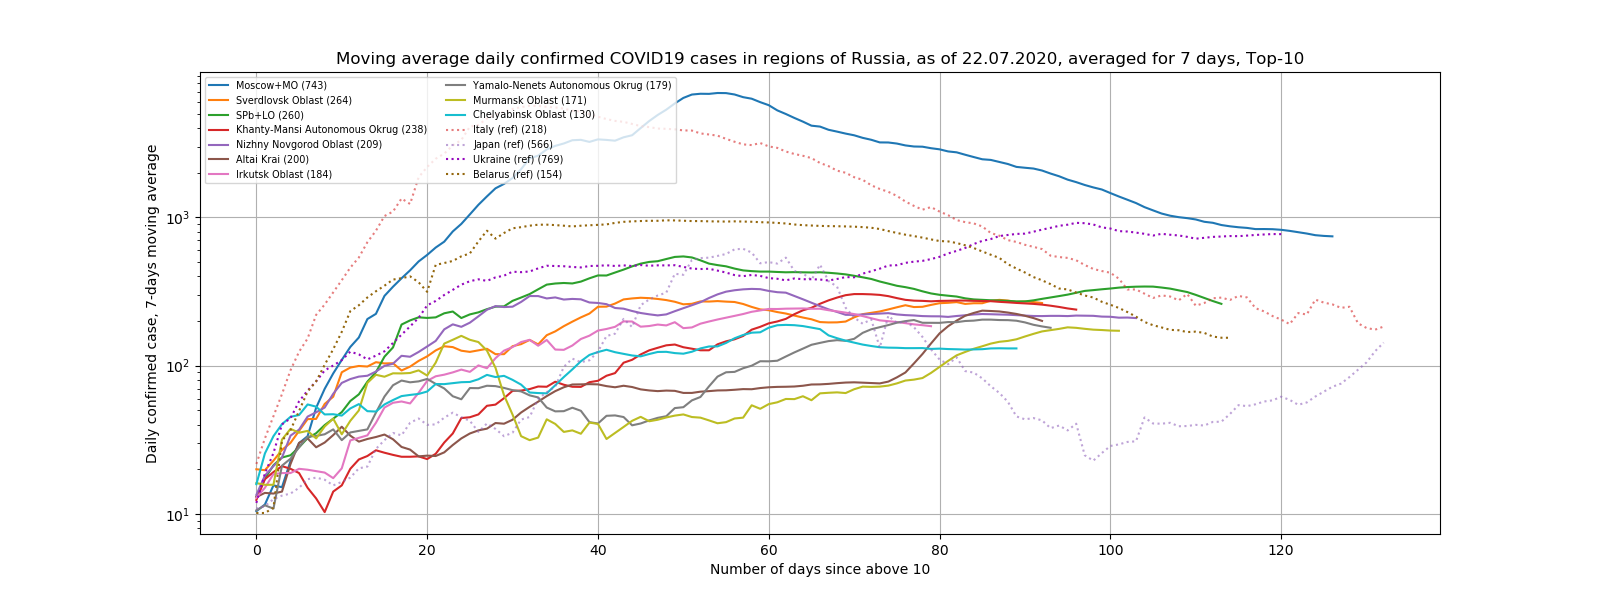 Moving average daily confirmed COVID19 cases in regions of Russia, as of 22.07.2020, averaged for 7 days, Top-10
Moscow+MO (743)
Sverdlovsk Oblast (264)
SPb+LO (260)
Khanty-Mansi Autonomous Okrug (238)
Nizhny Novgorod Oblast (209)
Altai Krai (200)
Irkutsk Oblast (184)
Yamalo-Nenets Autonomous Okrug (179)
Murmansk Oblast (171)
Chelyabinsk Oblast (130)
Italy (ref) (218)
Japan (ref) (566)
Ukraine (ref) (769)
Belarus (ref) (154)
Daily confirmed case, 7-days moving average
10³
10²
10¹
0 20 40 60 80 100 120
Number of days since above 10